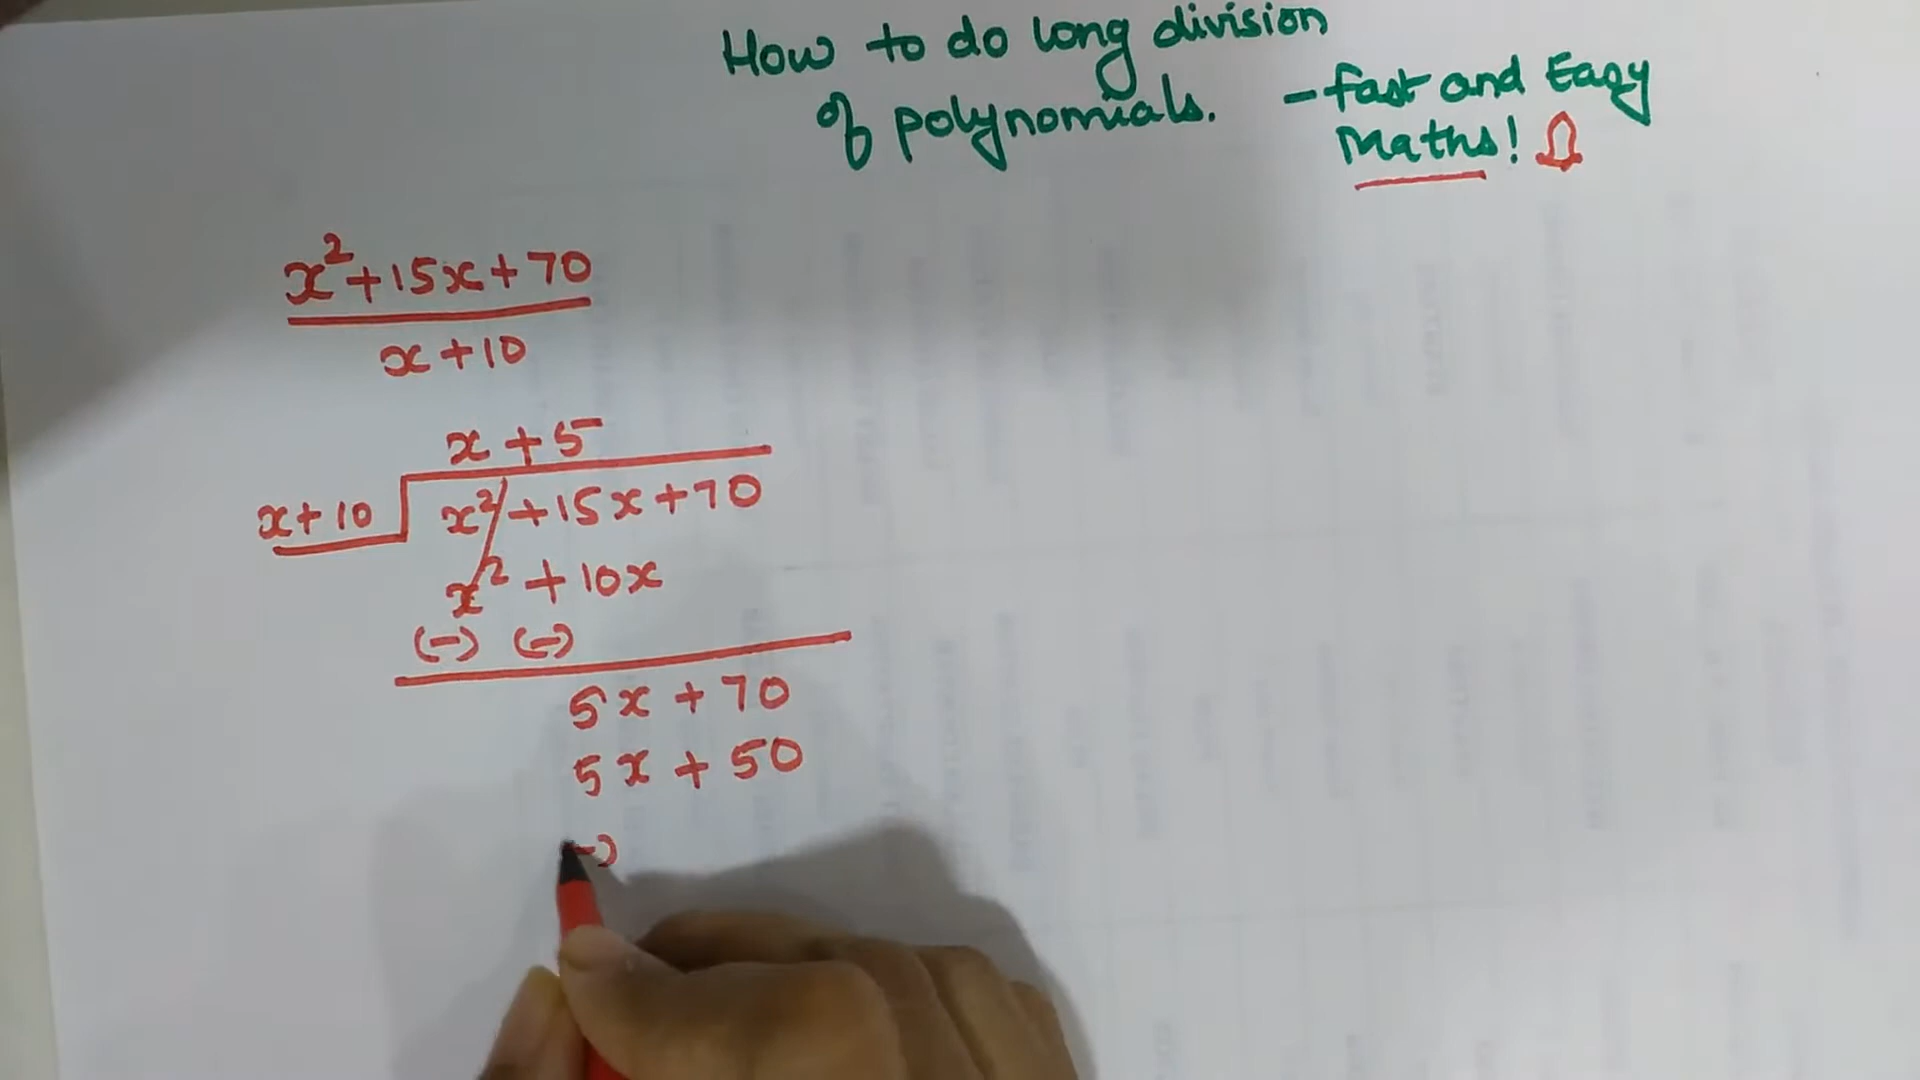 How to do long division
of polynomials. - fast and Easy
Maths!
x²+15x+70
x+10
x + 5
x+10 x²+15x+70
x² + 10x
(-) (-)
5x + 70
5x + 50
-)